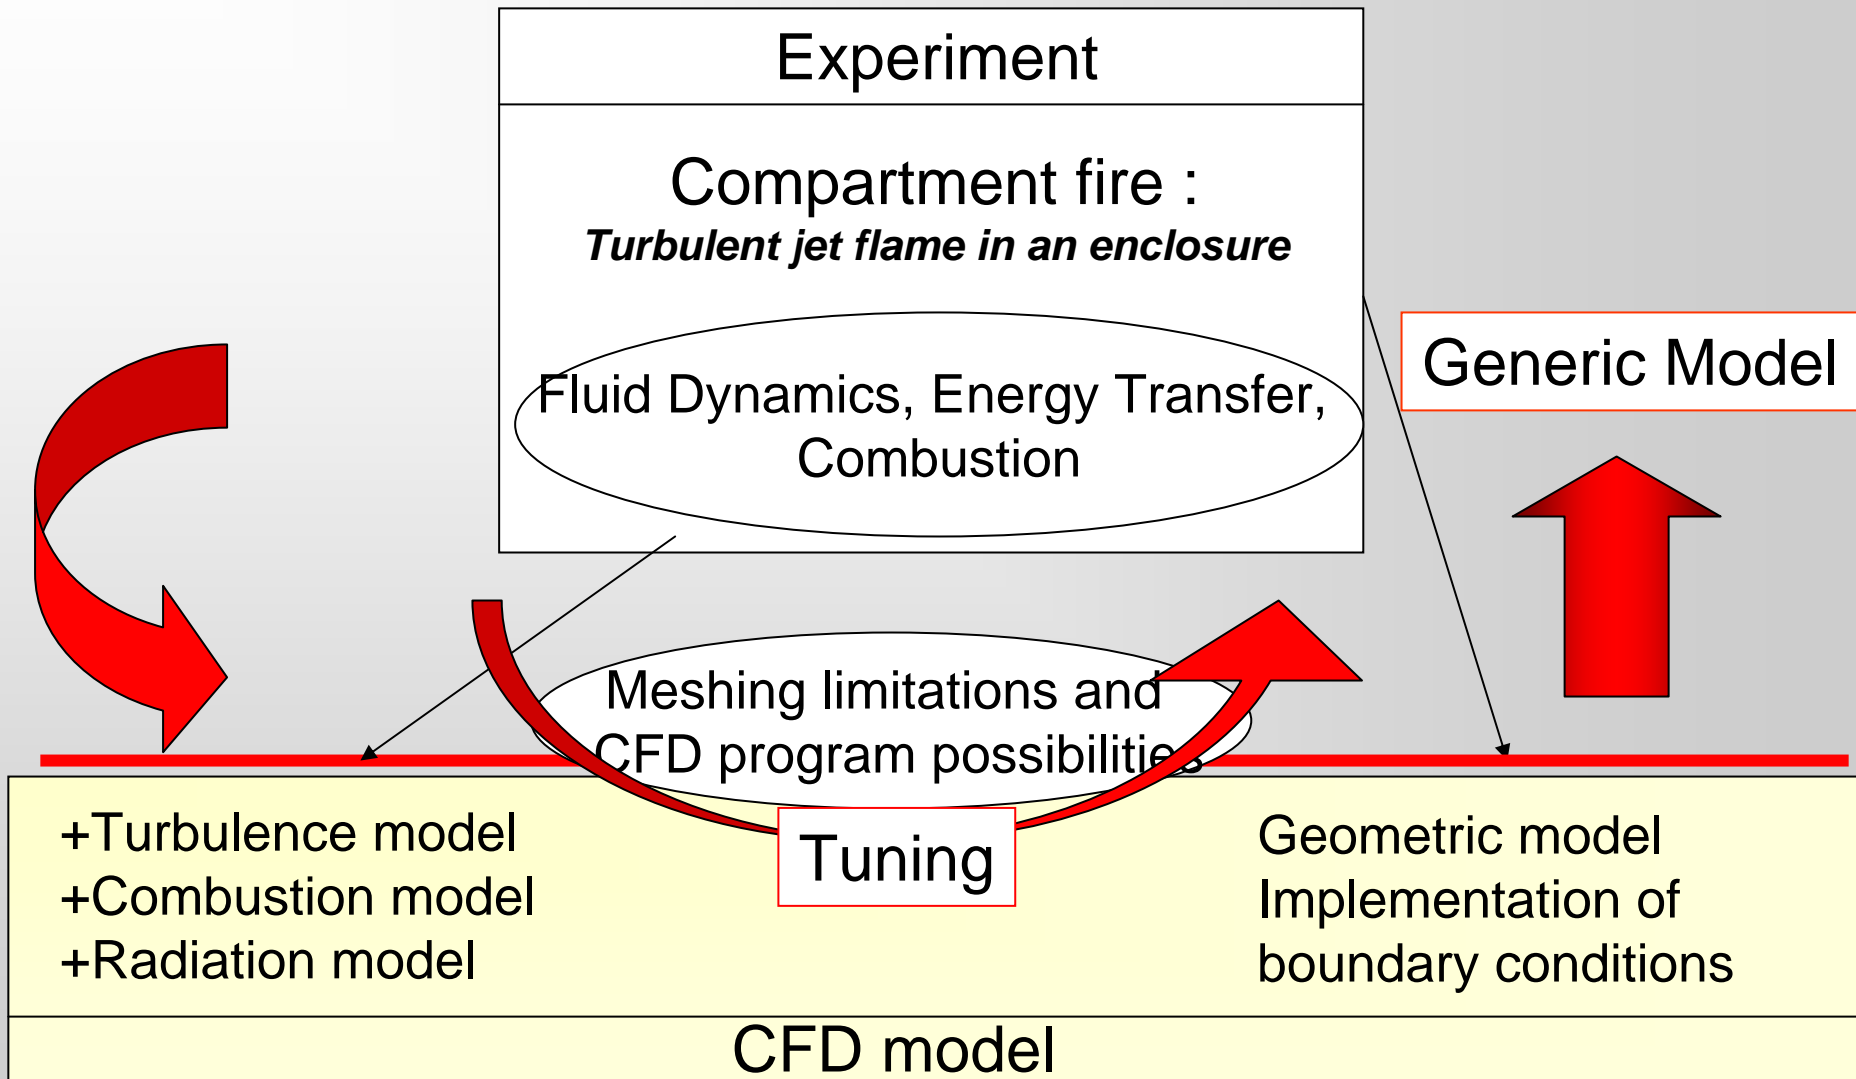 Experiment
Compartment fire :
Turbulent jet flame in an enclosure
Fluid Dynamics, Energy Transfer,
Combustion
Generic Model
Meshing limitations and
CFD program possibilities
Tuning
+Turbulence model
+Combustion model
+Radiation model
Geometric model
Implementation of
boundary conditions
CFD model